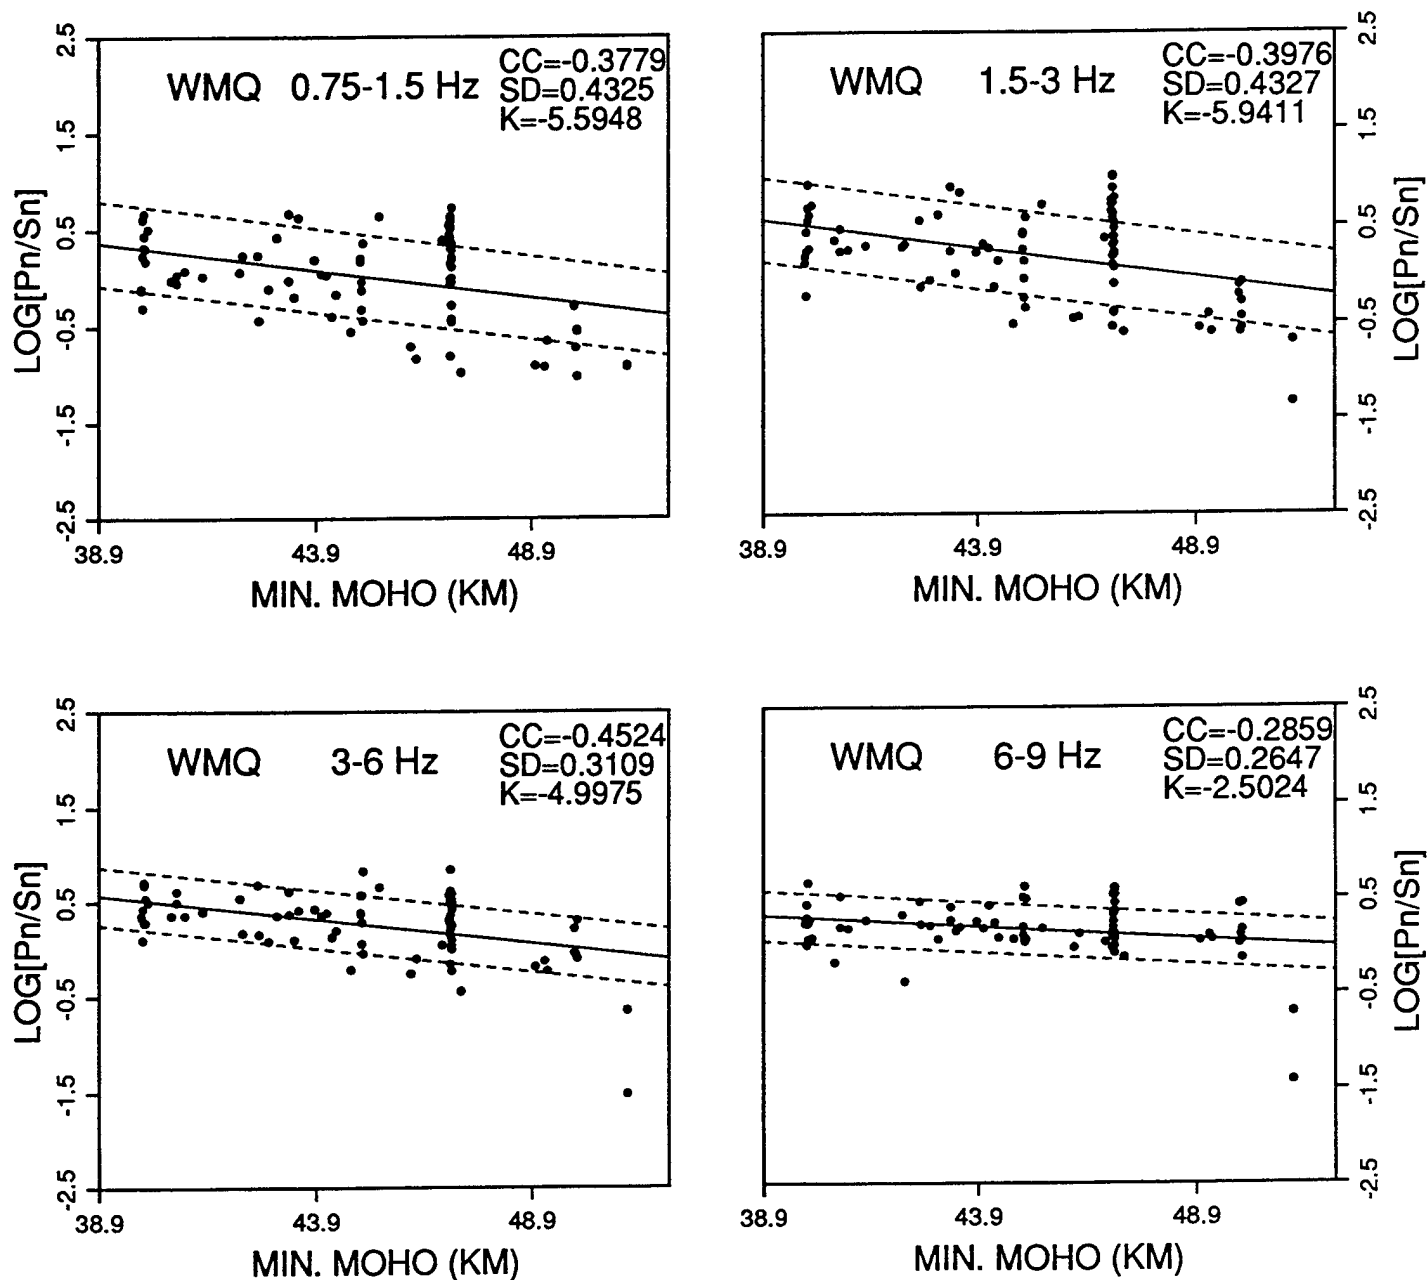 WMQ 0.75-1.5 Hz
CC=-0.3779
SD=0.4325
K=-5.5948
LOG[Pn/Sn]
2.5
1.5
0.5
-0.5
-1.5
-2.5
38.9 43.9 48.9
MIN. MOHO (KM)
WMQ 1.5-3 Hz
CC=-0.3976
SD=0.4327
K=-5.9411
2.5
1.5
0.5
-0.5
-1.5
-2.5
LOG[Pn/Sn]
38.9 43.9 48.9
MIN. MOHO (KM)
WMQ 3-6 Hz
CC=-0.4524
SD=0.3109
K=-4.9975
LOG[Pn/Sn]
2.5
1.5
0.5
-0.5
-1.5
-2.5
38.9 43.9 48.9
MIN. MOHO (KM)
WMQ 6-9 Hz
CC=-0.2859
SD=0.2647
K=-2.5024
2.5
1.5
0.5
-0.5
-1.5
-2.5
LOG[Pn/Sn]
38.9 43.9 48.9
MIN. MOHO (KM)